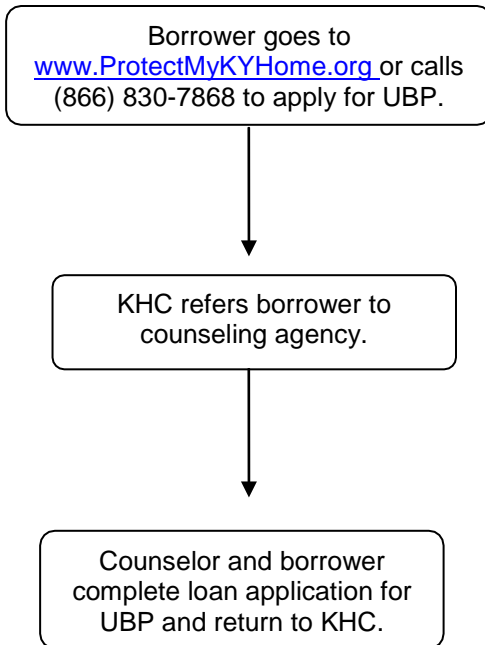 Borrower goes to
www.ProtectMyKYHome.org or calls
(866) 830-7868 to apply for UBP.
KHC refers borrower to
counseling agency.
Counselor and borrower
complete loan application for
UBP and return to KHC.